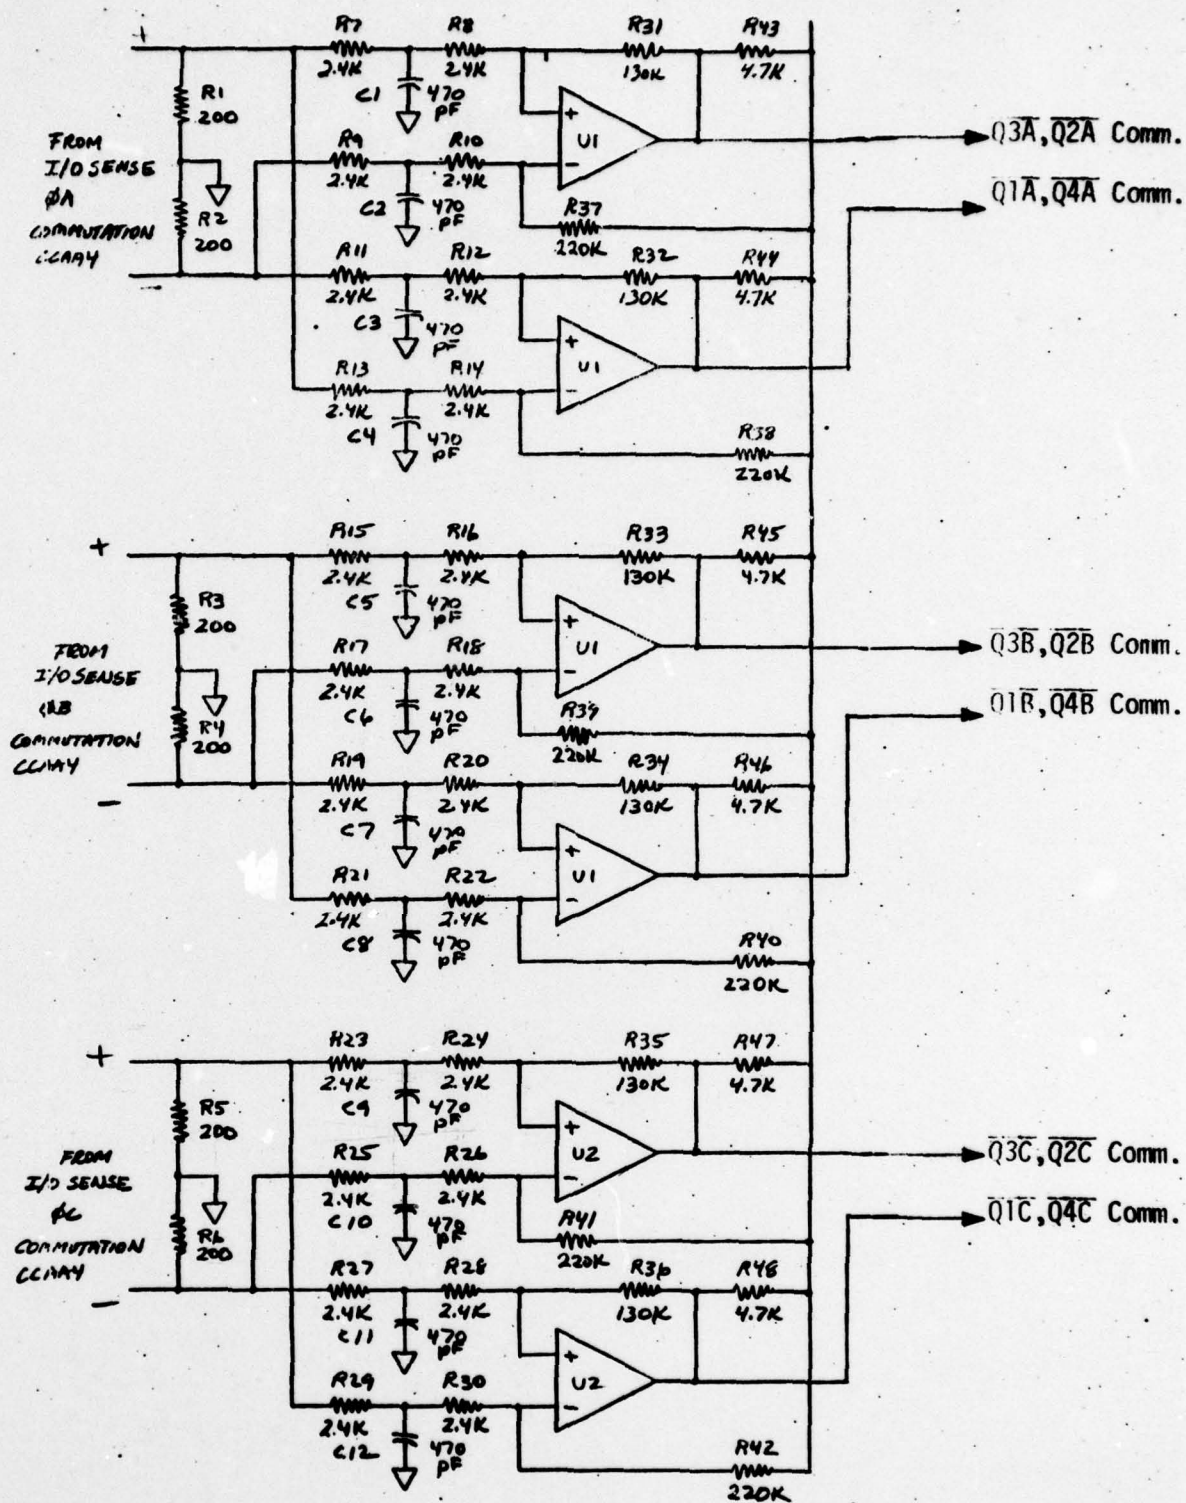 +
R7
R8
R31
R43
2.4K
2.4K
130K
4.7K
R1
200
C1
470
pF
+
U1
-
Q3A, Q2A Comm.
FROM
I/O SENSE
ØA
COMMUTATION
R9
R10
2.4K
2.4K
C2
470
pF
R37
220K
Q1A, Q4A Comm.
R2
200
-
R11
R12
R32
R44
2.4K
2.4K
130K
4.7K
C3
470
pF
+
U1
-
R13
R14
2.4K
2.4K
C4
470
pF
R38
220K
+
R15
R16
R33
R45
2.4K
2.4K
130K
4.7K
R3
200
C5
470
pF
+
U1
-
Q3B, Q2B Comm.
FROM
I/O SENSE
COMMUTATION
R17
R18
2.4K
2.4K
C6
470
pF
R39
220K
Q1B, Q4B Comm.
R4
200
-
R19
R20
R34
R46
2.4K
2.4K
130K
4.7K
C7
470
pF
+
U1
-
R21
R22
2.4K
2.4K
C8
470
pF
R40
220K
+
R23
R24
R35
R47
2.4K
2.4K
130K
4.7K
R5
200
C9
470
pF
+
U2
-
Q3C, Q2C Comm.
FROM
I/O SENSE
ØC
COMMUTATION
R25
R26
2.4K
2.4K
C10
470
pF
R41
220K
Q1C, Q4C Comm.
R6
200
-
R27
R28
R36
R48
2.4K
2.4K
130K
4.7K
C11
470
pF
+
U2
-
R29
R30
2.4K
2.4K
C12
470
pF
R42
220K